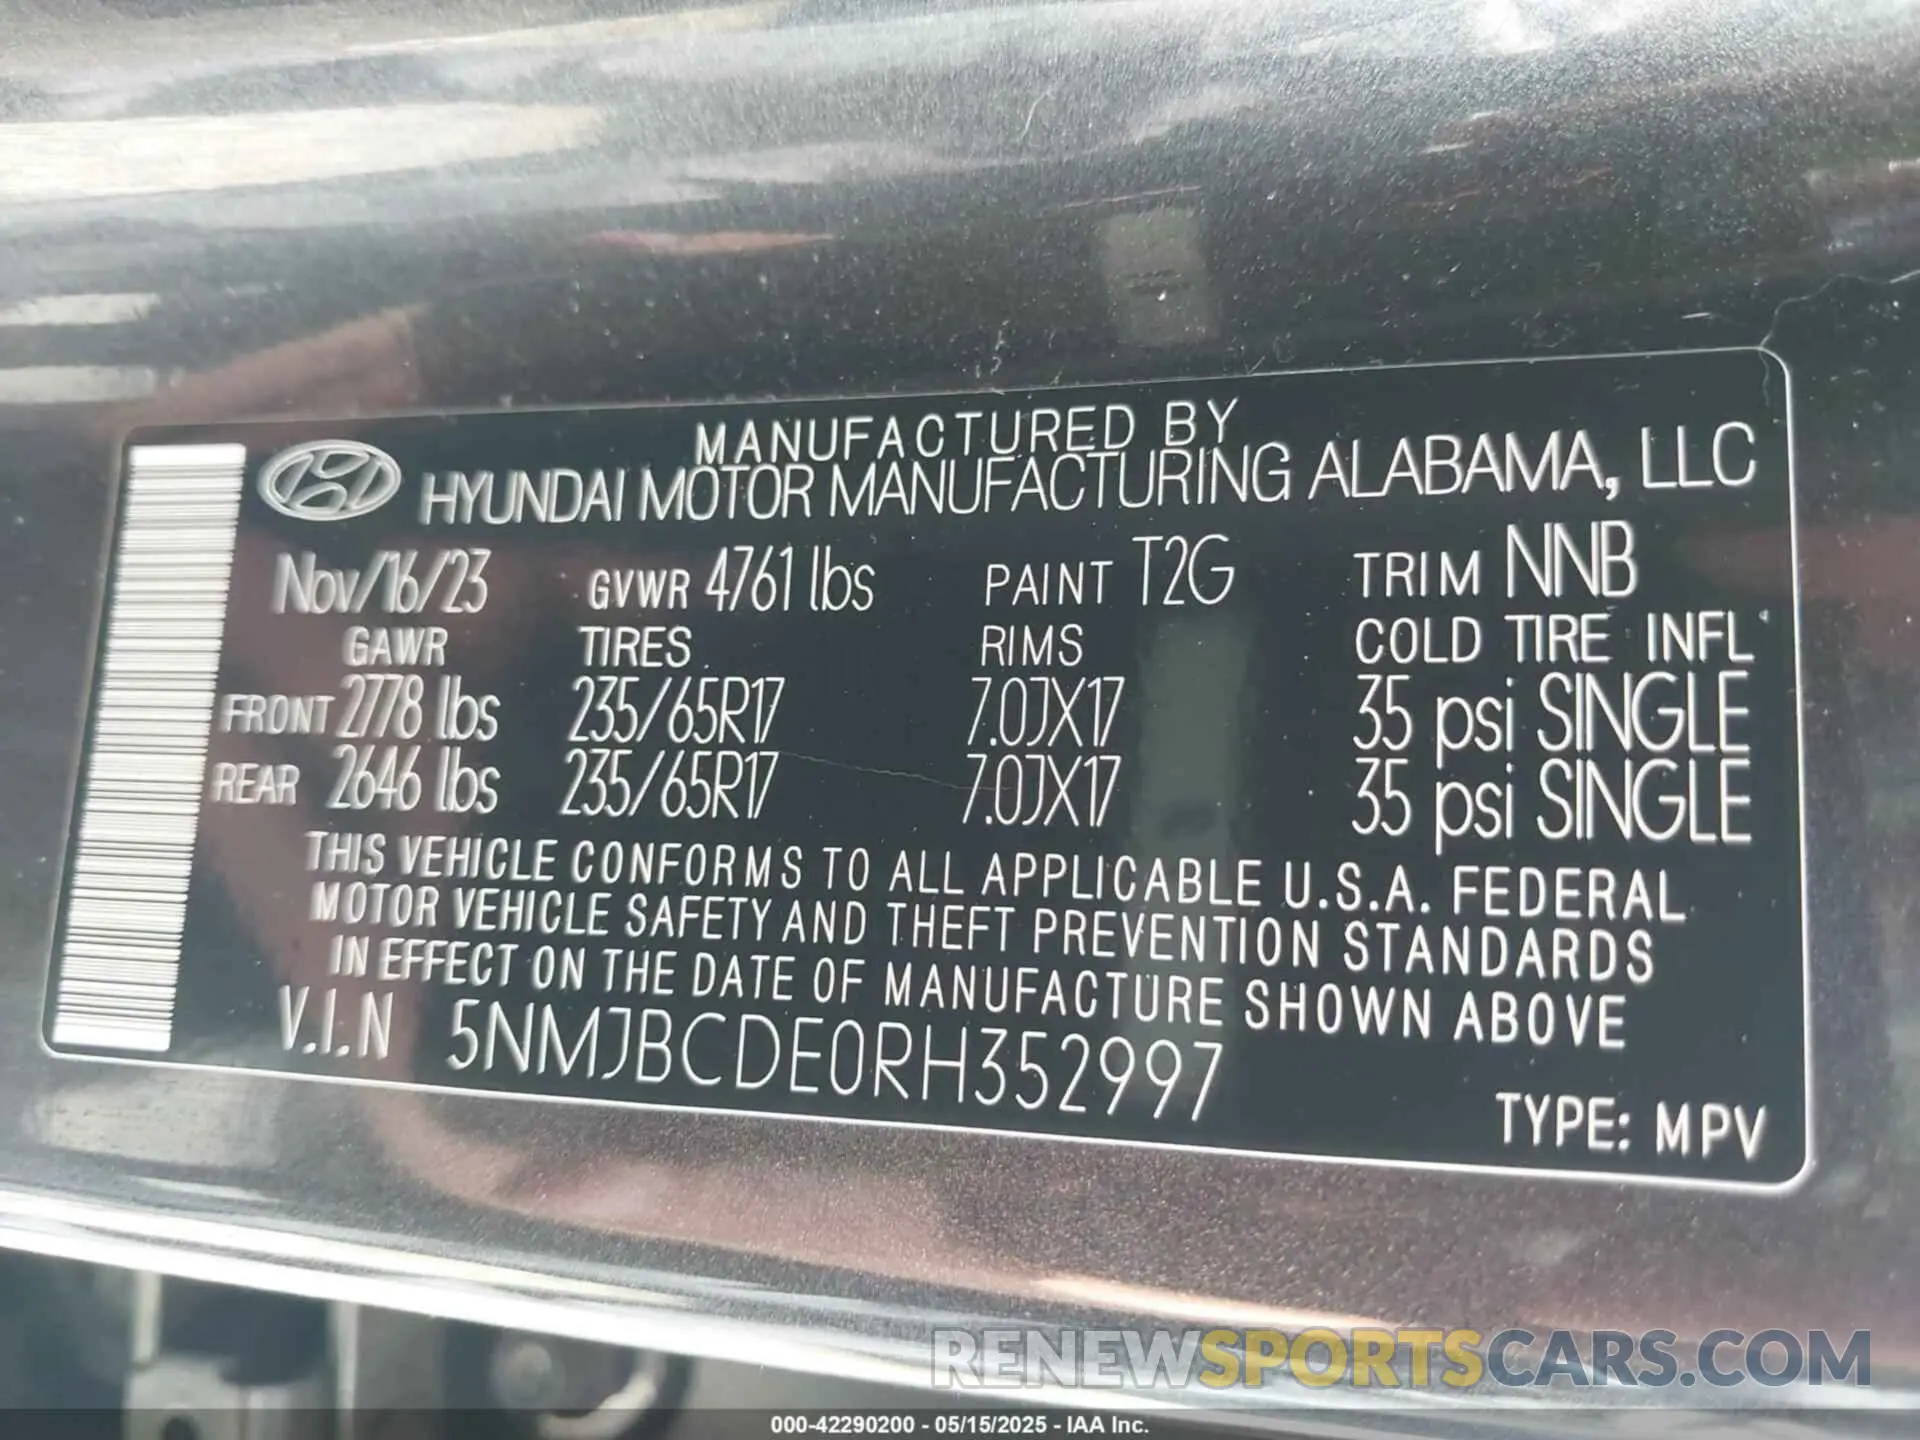 MANUFACTURED BY
HYUNDAI MOTOR MANUFACTURING ALABAMA, LLC
Nov/16/23 GVWR 4761 lbs PAINT T2G TRIM NNB
GAWR TIRES RIMS COLD TIRE INFL
FRONT 2778 lbs 235/65R17 7.0JX17 35 psi SINGLE
REAR 2646 lbs 235/65R17 7.0JX17 35 psi SINGLE
THIS VEHICLE CONFORMS TO ALL APPLICABLE U.S.A. FEDERAL
MOTOR VEHICLE SAFETY AND THEFT PREVENTION STANDARDS
IN EFFECT ON THE DATE OF MANUFACTURE SHOWN ABOVE
V.I.N 5NMJBCDE0RH352997
TYPE: MPV
RENEWSPORTSCARS.COM
000-42290200 - 05/15/2025 - IAA Inc.